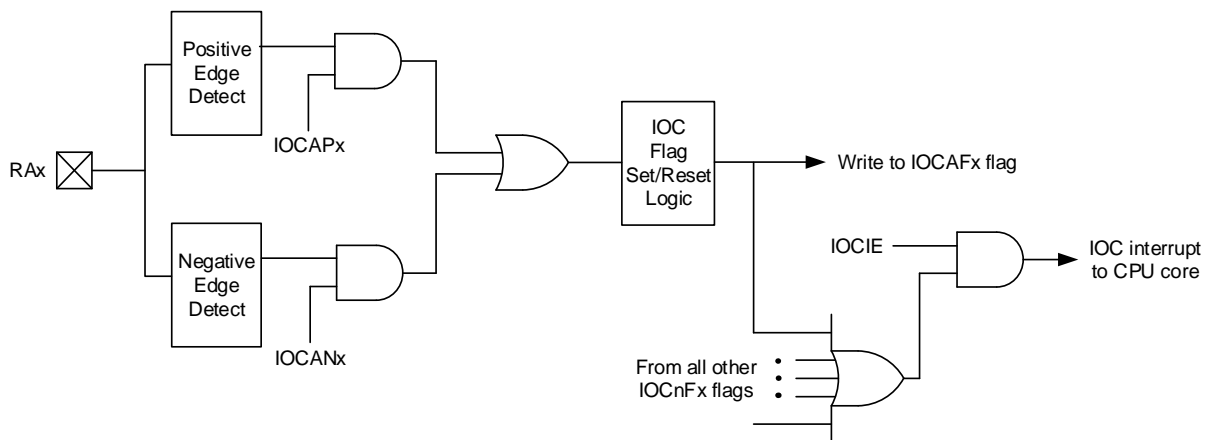 Positive
Edge
Detect
IOCAPx
RAx
IOC
Flag
Set/Reset
Logic
Write to IOCAFx flag
Negative
Edge
Detect
IOCANx
IOCIE
IOC interrupt
to CPU core
From all other
IOCnFx flags